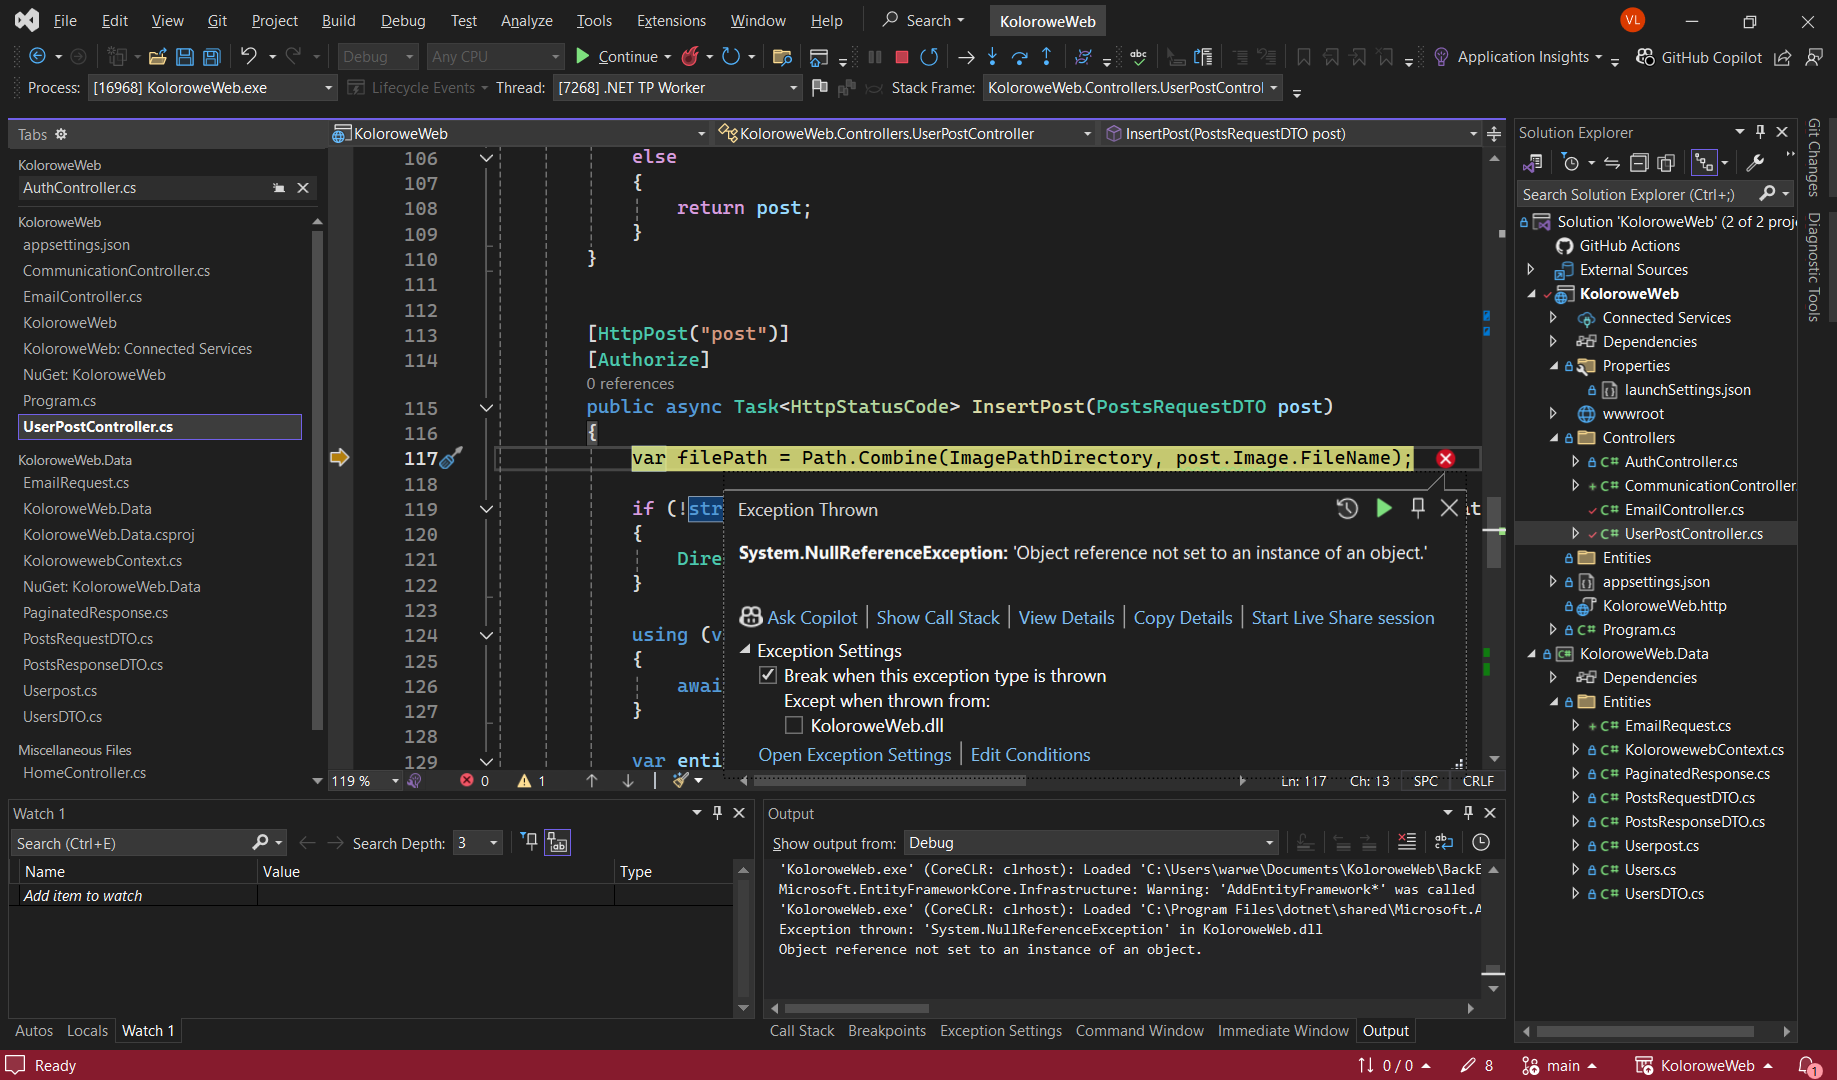 File Edit View Git Project Build Debug Test Analyze Tools Extensions Window Help Search KoloroweWeb VL
Debug Any CPU Continue Application Insights GitHub Copilot
Process: [16968] KoloroweWeb.exe Lifecycle Events Thread: [7268] .NET TP Worker Stack Frame: KoloroweWeb.Controllers.UserPostControl
Tabs
KoloroweWeb
AuthController.cs
KoloroweWeb
appsettings.json
CommunicationController.cs
EmailController.cs
KoloroweWeb
KoloroweWeb: Connected Services
NuGet: KoloroweWeb
Program.cs
UserPostController.cs
KoloroweWeb.Data
EmailRequest.cs
KoloroweWeb.Data
KoloroweWeb.Data.csproj
KolorowewebContext.cs
NuGet: KoloroweWeb.Data
PaginatedResponse.cs
PostsRequestDTO.cs
PostsResponseDTO.cs
Userpost.cs
UsersDTO.cs
Miscellaneous Files
HomeController.cs
KoloroweWeb KoloroweWeb.Controllers.UserPostController InsertPost(PostsRequestDTO post)
106 else
107 {
108 return post;
109 }
110 }
111
112
113 [HttpPost("post")]
114 [Authorize]
0 references
115 public async Task<HttpStatusCode> InsertPost(PostsRequestDTO post)
116 {
117 var filePath = Path.Combine(ImagePathDirectory, post.Image.FileName);
118
119 if (!str t
120 {
121 Dire
122 }
123
124 using (v
125 {
126 awai
127 }
128
129 var enti
Exception Thrown
System.NullReferenceException: 'Object reference not set to an instance of an object.'
Ask Copilot | Show Call Stack | View Details | Copy Details | Start Live Share session
Exception Settings
Break when this exception type is thrown
Except when thrown from:
KoloroweWeb.dll
Open Exception Settings | Edit Conditions
119 % 0 1 Ln: 117 Ch: 13 SPC CRLF
Solution Explorer
Search Solution Explorer (Ctrl+;)
Solution 'KoloroweWeb' (2 of 2 proj
GitHub Actions
External Sources
KoloroweWeb
Connected Services
Dependencies
Properties
launchSettings.json
wwwroot
Controllers
C# AuthController.cs
C# CommunicationController.
C# EmailController.cs
C# UserPostController.cs
Entities
appsettings.json
KoloroweWeb.http
C# Program.cs
C# KoloroweWeb.Data
Dependencies
Entities
C# EmailRequest.cs
C# KolorowewebContext.cs
C# PaginatedResponse.cs
C# PostsRequestDTO.cs
C# PostsResponseDTO.cs
C# Userpost.cs
C# Users.cs
C# UsersDTO.cs
Git Changes
Diagnostic Tools
Watch 1
Search (Ctrl+E) Search Depth: 3
Name Value Type
Add item to watch
Autos Locals Watch 1
Output
Show output from: Debug
'KoloroweWeb.exe' (CoreCLR: clrhost): Loaded 'C:\Users\warwe\Documents\KoloroweWeb\BackE
Microsoft.EntityFrameworkCore.Infrastructure: Warning: 'AddEntityFramework*' was called
'KoloroweWeb.exe' (CoreCLR: clrhost): Loaded 'C:\Program Files\dotnet\shared\Microsoft.A
Exception thrown: 'System.NullReferenceException' in KoloroweWeb.dll
Object reference not set to an instance of an object.
Call Stack Breakpoints Exception Settings Command Window Immediate Window Output
Ready 0 / 0 8 main KoloroweWeb 1